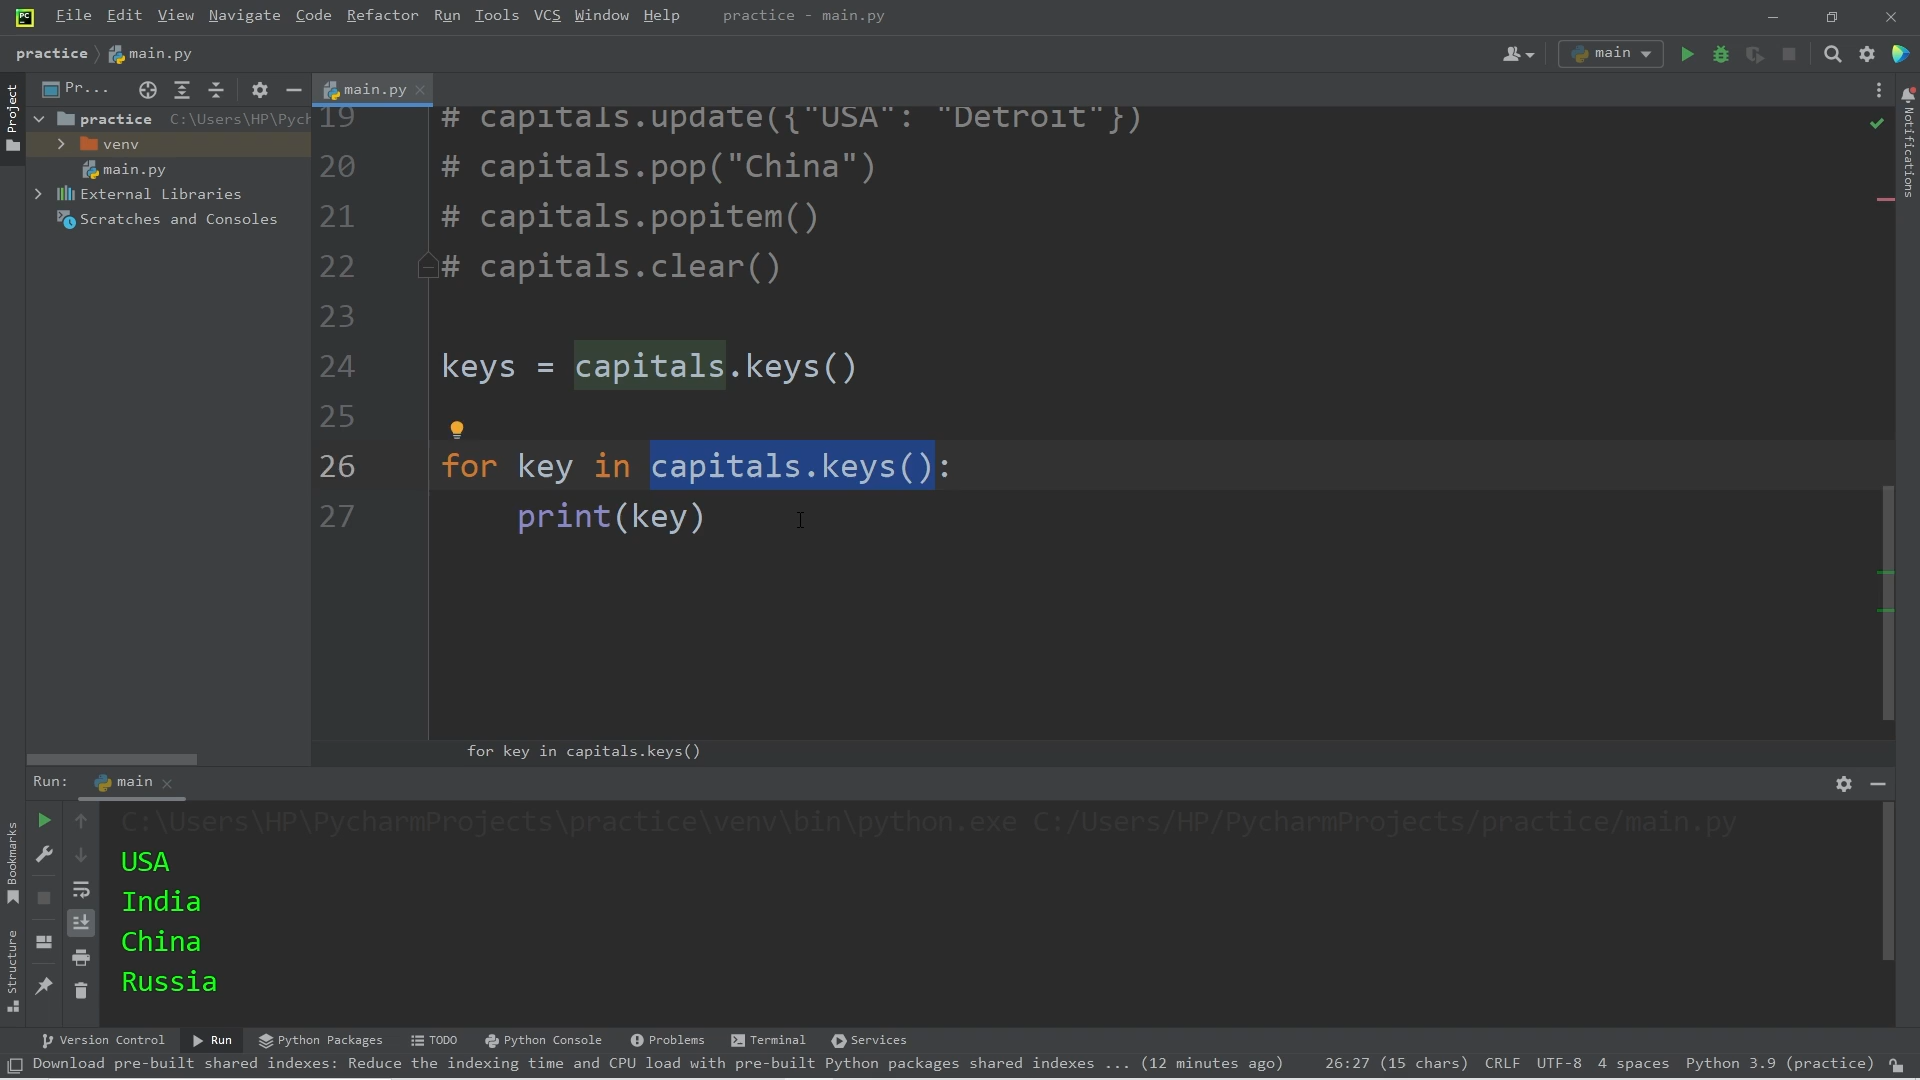 File Edit View Navigate Code Refactor Run Tools VCS Window Help practice - main.py
practice main.py main
Project Pr... main.py
Notifications
practice C:\Users\HP\Pych
venv
main.py
External Libraries
Scratches and Consoles
19 # capitals.update({"USA": "Detroit"})
20 # capitals.pop("China")
21 # capitals.popitem()
22 # capitals.clear()
23
24 keys = capitals.keys()
25
26 for key in capitals.keys():
27 print(key)
for key in capitals.keys()
Run: main
C:\Users\HP\PycharmProjects\practice\venv\bin\python.exe C:/Users/HP/PycharmProjects/practice/main.py
USA
India
China
Russia
Bookmarks
Structure
Version Control Run Python Packages TODO Python Console Problems Terminal Services
Download pre-built shared indexes: Reduce the indexing time and CPU load with pre-built Python packages shared indexes ... (12 minutes ago) 26:27 (15 chars) CRLF UTF-8 4 spaces Python 3.9 (practice)